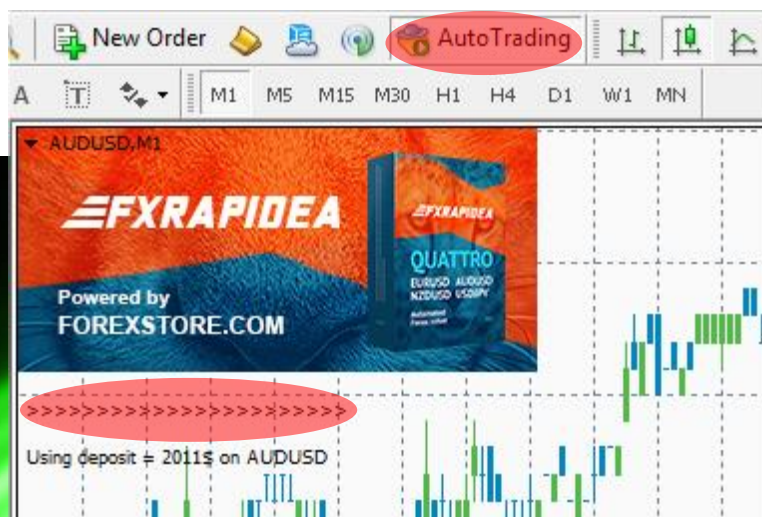 New Order AutoTrading
A T M1 M5 M15 M30 H1 H4 D1 W1 MN
AUDUSD,M1
FXRAPIDEA
FXRAPIDEA
QUATTRO
EURUSD AUDUSD
NZDUSD USDJPY
Automated
Powered by
FOREXSTORE.COM
>>>>>>>>>>>>>>>>>>>>>>>
Using deposit = 2011$ on AUDUSD